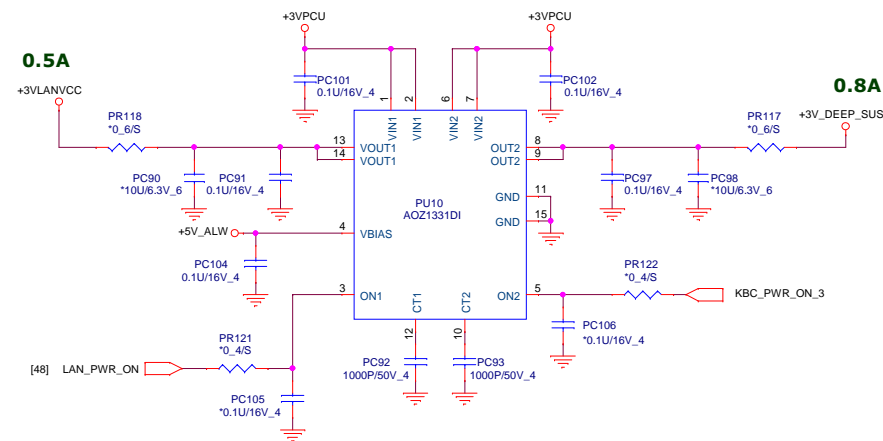 +3VPCU
+3VPCU
0.5A
0.8A
+3VLANVCC
+3V_DEEP_SUS
PC101
0.1U/16V_4
PC102
0.1U/16V_4
1
2
6
7
VIN1
VIN1
VIN2
VIN2
PR118
*0_6/S
PR117
*0_6/S
13
VOUT1
14
VOUT1
OUT2
8
OUT2
9
PC90
*10U/6.3V_6
PC91
0.1U/16V_4
PC97
0.1U/16V_4
PC98
*10U/6.3V_6
PU10
AOZ1331DI
GND
11
GND
15
+5V_ALW
4
VBIAS
PC104
0.1U/16V_4
3
ON1
CT1
CT2
ON2
5
PR122
*0_4/S
KBC_PWR_ON_3
12
10
PC106
*0.1U/16V_4
PR121
*0_4/S
[48]
LAN_PWR_ON
PC92
1000P/50V_4
PC93
1000P/50V_4
PC105
*0.1U/16V_4